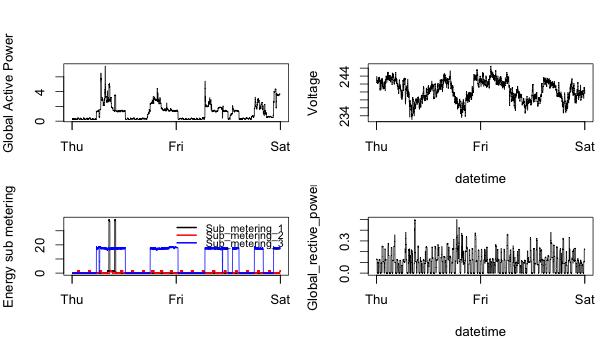 Global Active Power
4
0
Thu Fri Sat
Voltage
244
234
Thu Fri Sat
datetime
Energy sub metering
20
0
Sub_metering_1
Sub_metering_2
Sub_metering_3
Thu Fri Sat
Global_rective_power
0.3
0.0
Thu Fri Sat
datetime